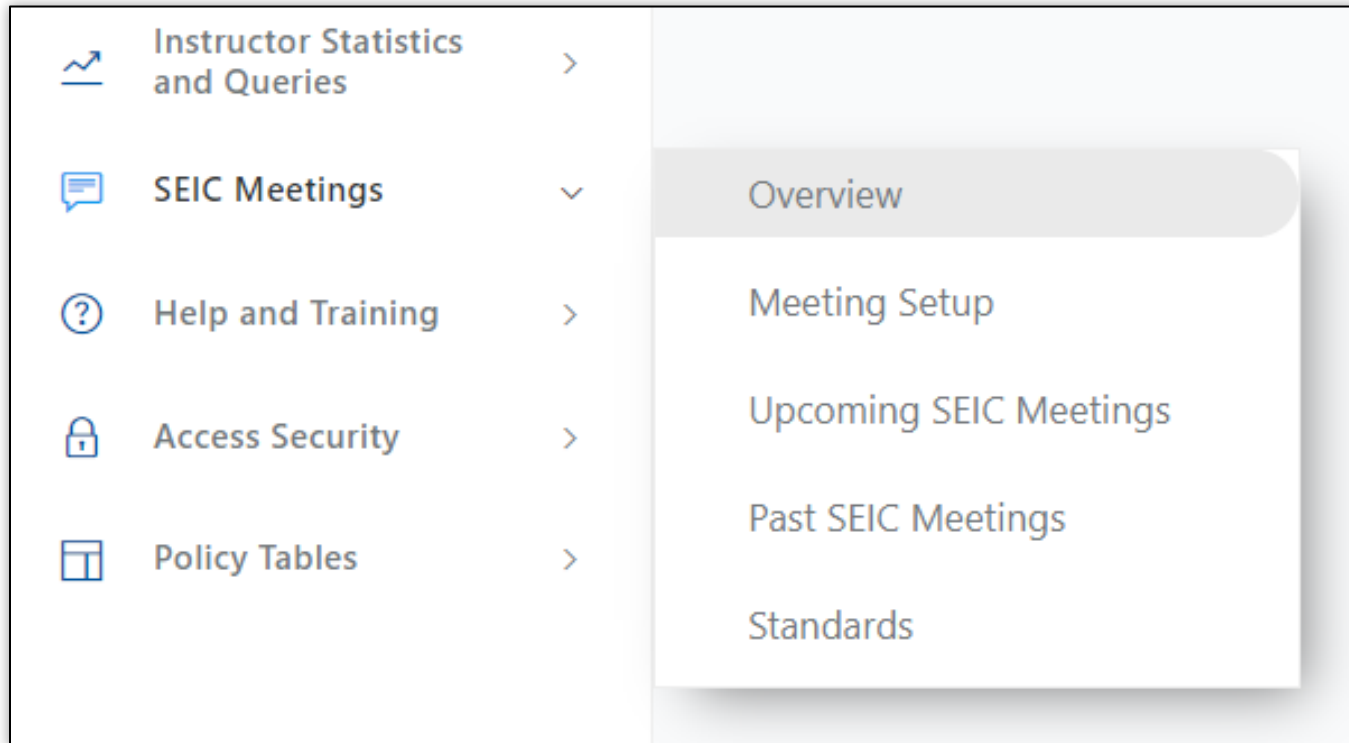 Instructor Statistics
and Queries
SEIC Meetings
Help and Training
Access Security
Policy Tables
Overview
Meeting Setup
Upcoming SEIC Meetings
Past SEIC Meetings
Standards